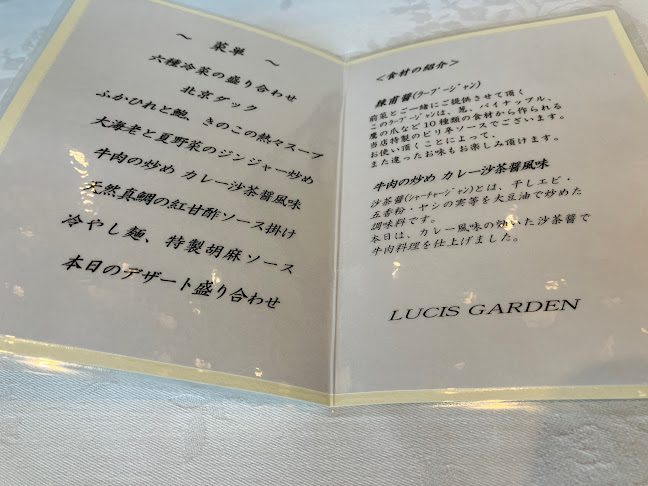 ～ 菜単 ～
六種冷菜の盛り合わせ
北京ダック
ふかひれと鮑、きのこの熱々スープ
大海老と夏野菜のジンジャー炒め
牛肉の炒め カレー沙茶醤風味
天然真鯛の紅甘酢ソース掛け
冷やし麺、特製胡麻ソース
本日のデザート盛り合わせ
＜食材の紹介＞
辣甫醤(ﾗｰﾌﾟｰｼﾞｬﾝ)
前菜とご一緒にご提供させて頂く
このﾗｰﾌﾟｰｼﾞｬﾝは、葱、パイナップル、
鷹の爪など10種類の食材から作られる
当店特製のピリ辛ソースでございます。
お使い頂くことによって、
また違ったお味もお楽しみ頂けます。
牛肉の炒め カレー沙茶醤風味
沙茶醤(ｼｬｰﾁｬｰｼﾞｬﾝ)とは、干しエビ・
五香粉・ヤシの実等を大豆油で炒めた
調味料です。
本日は、カレー風味の効いた沙茶醤で
牛肉料理を仕上げました。
LUCIS GARDEN